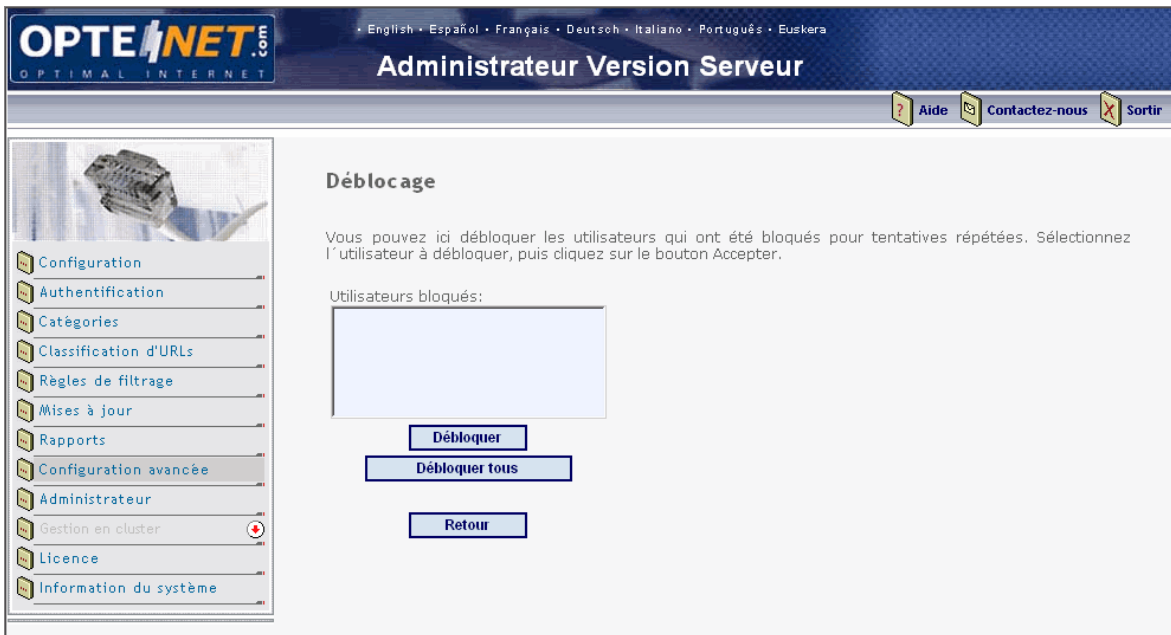 OPTENET.com
OPTIMAL INTERNET
· English · Español · Français · Deutsch · Italiano · Português · Euskera
Administrateur Version Serveur
? Aide
Contactez-nous
X Sortir
Déblocage
Vous pouvez ici débloquer les utilisateurs qui ont été bloqués pour tentatives répétées. Sélectionnez
l´utilisateur à débloquer, puis cliquez sur le bouton Accepter.
Utilisateurs bloqués:
Débloquer
Débloquer tous
Retour
Configuration
Authentification
Catégories
Classification d'URLs
Règles de filtrage
Mises à jour
Rapports
Configuration avancée
Administrateur
Gestion en cluster
Licence
Information du système